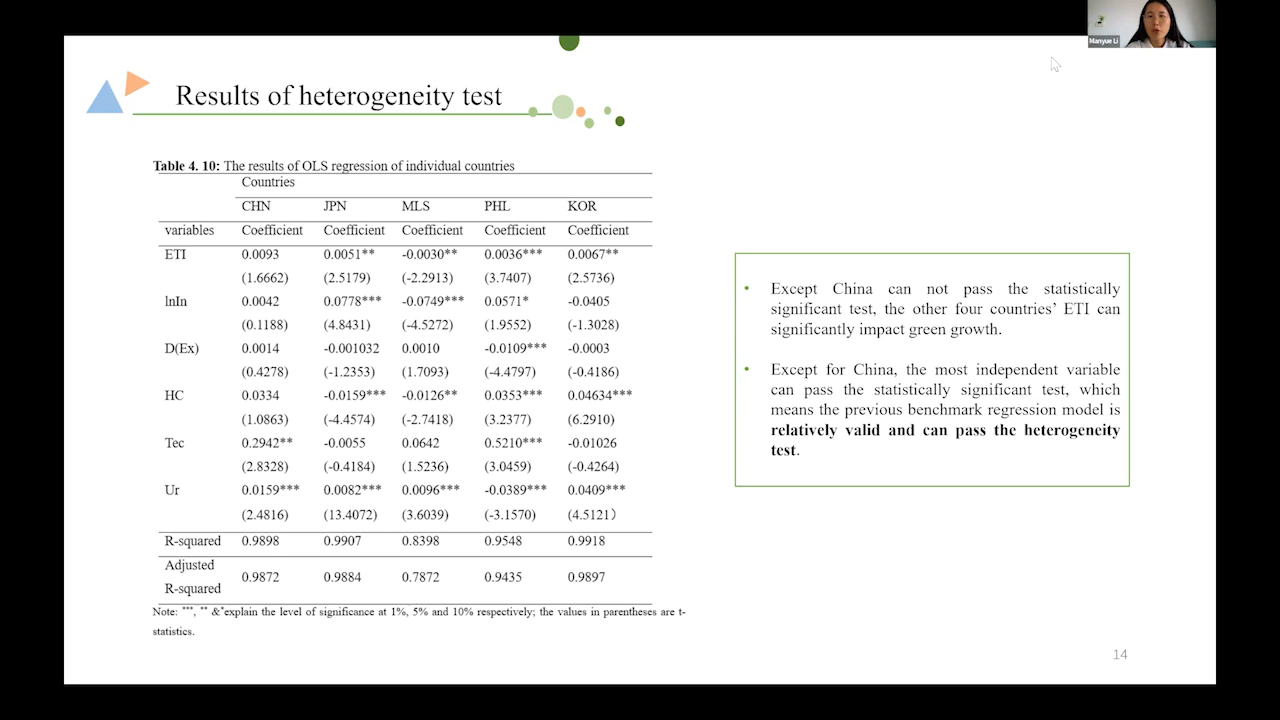 Manyue Li
Results of heterogeneity test
Table 4. 10: The results of OLS regression of individual countries
Countries
CHN JPN MLS PHL KOR
variables Coefficient Coefficient Coefficient Coefficient Coefficient
ETI 0.0093 0.0051** -0.0030** 0.0036*** 0.0067**
(1.6662) (2.5179) (-2.2913) (3.7407) (2.5736)
lnIn 0.0042 0.0778*** -0.0749*** 0.0571* -0.0405
(0.1188) (4.8431) (-4.5272) (1.9552) (-1.3028)
D(Ex) 0.0014 -0.001032 0.0010 -0.0109*** -0.0003
(0.4278) (-1.2353) (1.7093) (-4.4797) (-0.4186)
HC 0.0334 -0.0159*** -0.0126** 0.0353*** 0.04634***
(1.0863) (-4.4574) (-2.7418) (3.2377) (6.2910)
Tec 0.2942** -0.0055 0.0642 0.5210*** -0.01026
(2.8328) (-0.4184) (1.5236) (3.0459) (-0.4264)
Ur 0.0159*** 0.0082*** 0.0096*** -0.0389*** 0.0409***
(2.4816) (13.4072) (3.6039) (-3.1570) (4.5121）
R-squared 0.9898 0.9907 0.8398 0.9548 0.9918
Adjusted
R-squared 0.9872 0.9884 0.7872 0.9435 0.9897
Note: ***, ** &*explain the level of significance at 1%, 5% and 10% respectively; the values in parentheses are t-
statistics.
• Except China can not pass the statistically
significant test, the other four countries' ETI can
significantly impact green growth.
• Except for China, the most independent variable
can pass the statistically significant test, which
means the previous benchmark regression model is
relatively valid and can pass the heterogeneity
test.
14